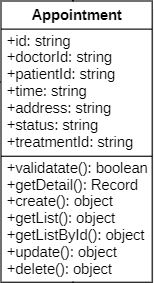 Appointment
+id: string
+doctorId: string
+patientId: string
+time: string
+address: string
+status: string
+treatmentId: string
+validatate(): boolean
+getDetail(): Record
+create(): object
+getList(): object
+getListById(): object
+update(): object
+delete(): object